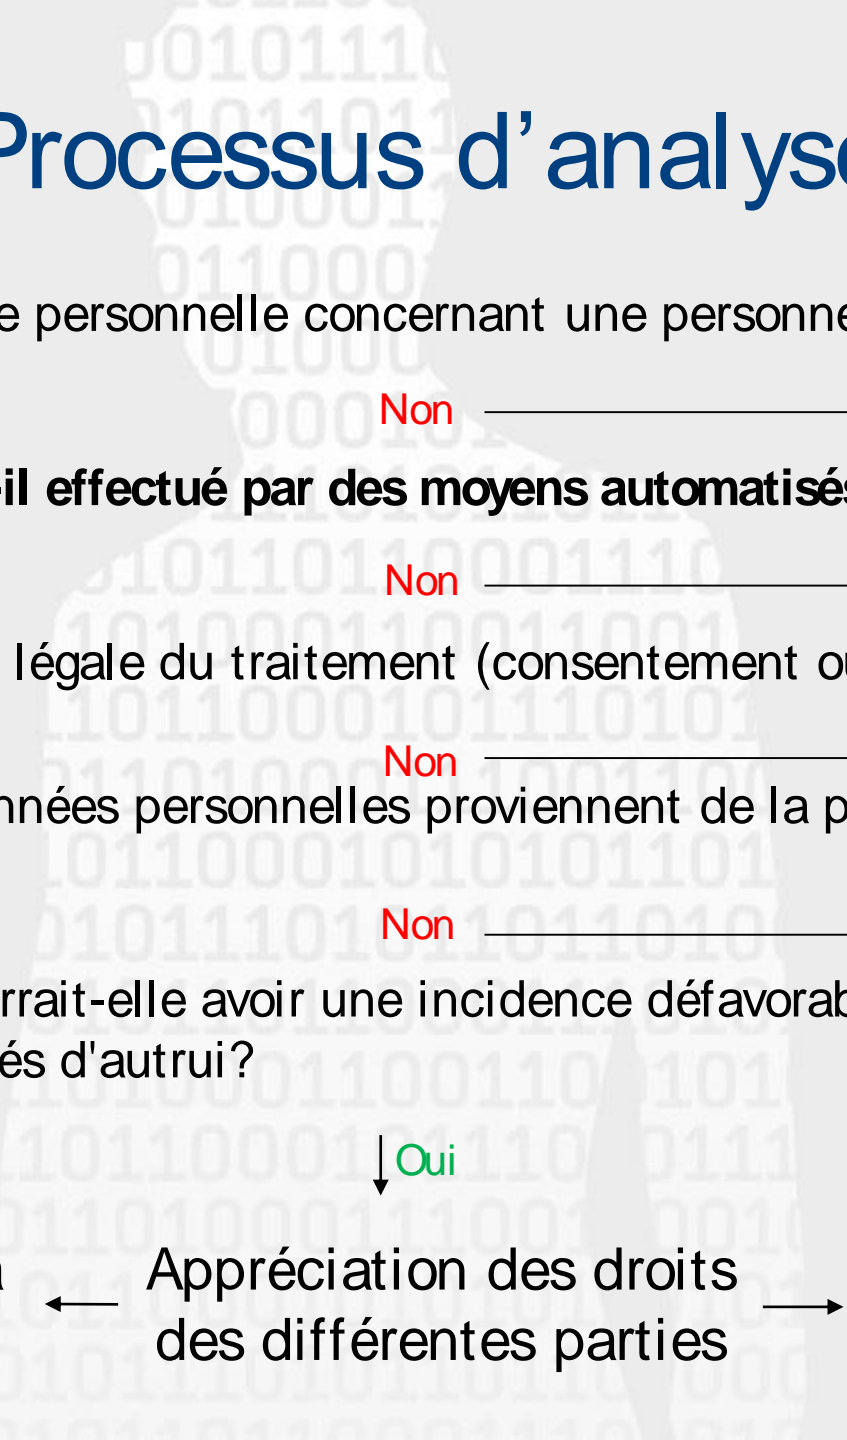 Processus d’analyse
e personnelle concernant une personne
Non
-il effectué par des moyens automatisés
Non
légale du traitement (consentement ou
Non
nnées personnelles proviennent de la p
Non
rrait-elle avoir une incidence défavorab
és d'autrui?
Oui
Appréciation des droits
des différentes parties